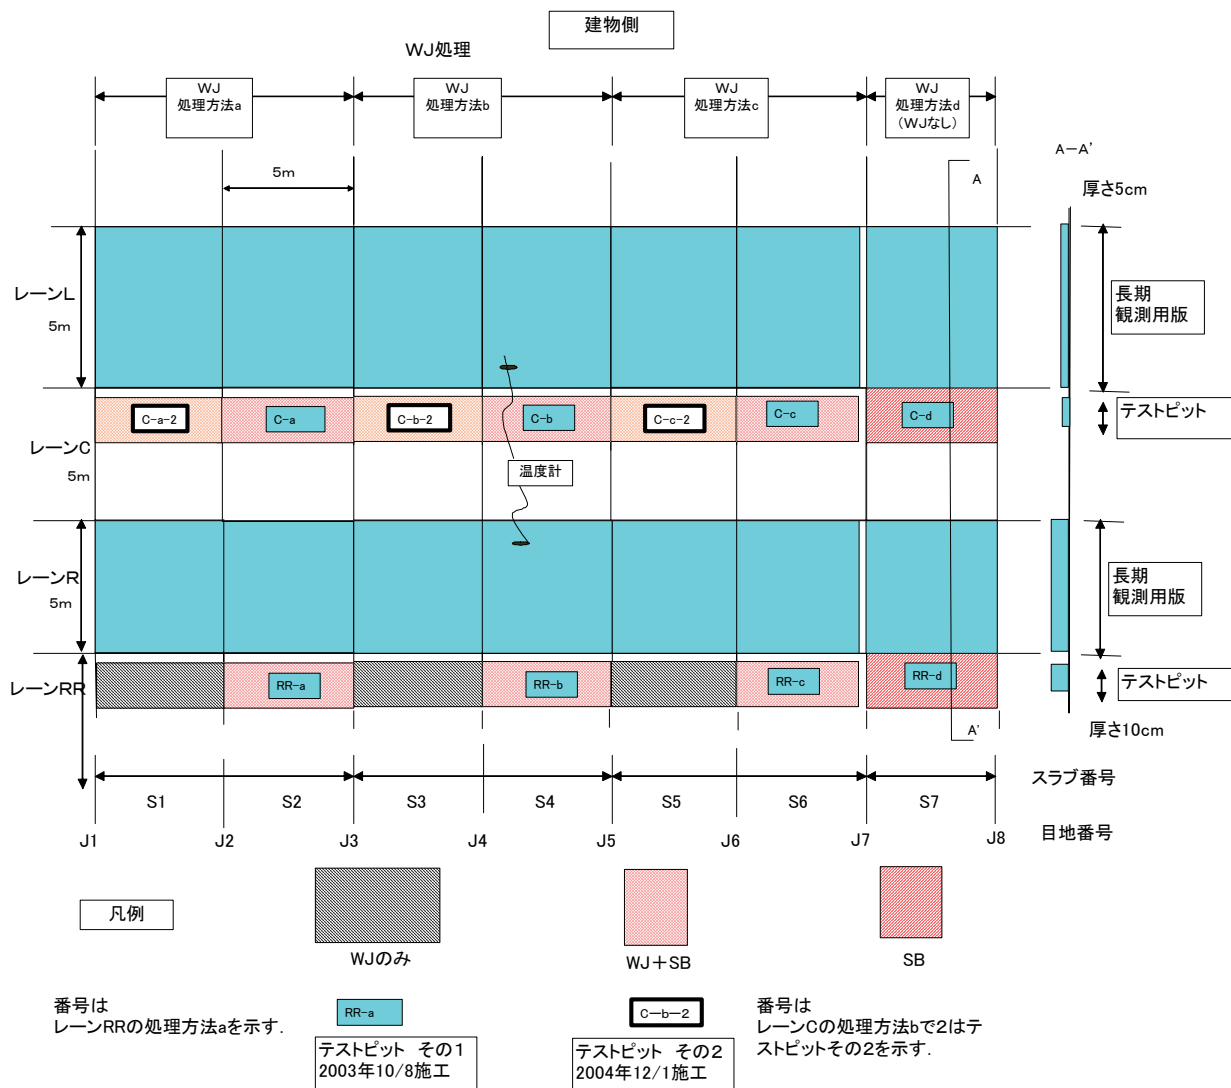 建物側
WJ処理
WJ
処理方法a
WJ
処理方法b
WJ
処理方法c
WJ
処理方法d
(WJなし)
5m
A
A－A'
厚さ5cm
レーンL
5m
長期
観測用版
C-a-2
C-a
C-b-2
C-b
C-c-2
C-c
C-d
テストピット
レーンC
5m
温度計
レーンR
5m
長期
観測用版
レーンRR
RR-a
RR-b
RR-c
RR-d
テストピット
A'
厚さ10cm
S1
S2
S3
S4
S5
S6
S7
スラブ番号
J1
J2
J3
J4
J5
J6
J7
J8
目地番号
凡例
WJのみ
WJ＋SB
SB
番号は
レーンRRの処理方法aを示す.
RR-a
テストピット その１
2003年10/8施工
C－b－2
テストピット その２
2004年12/1施工
番号は
レーンCの処理方法bで2はテ
ストピットその2を示す.